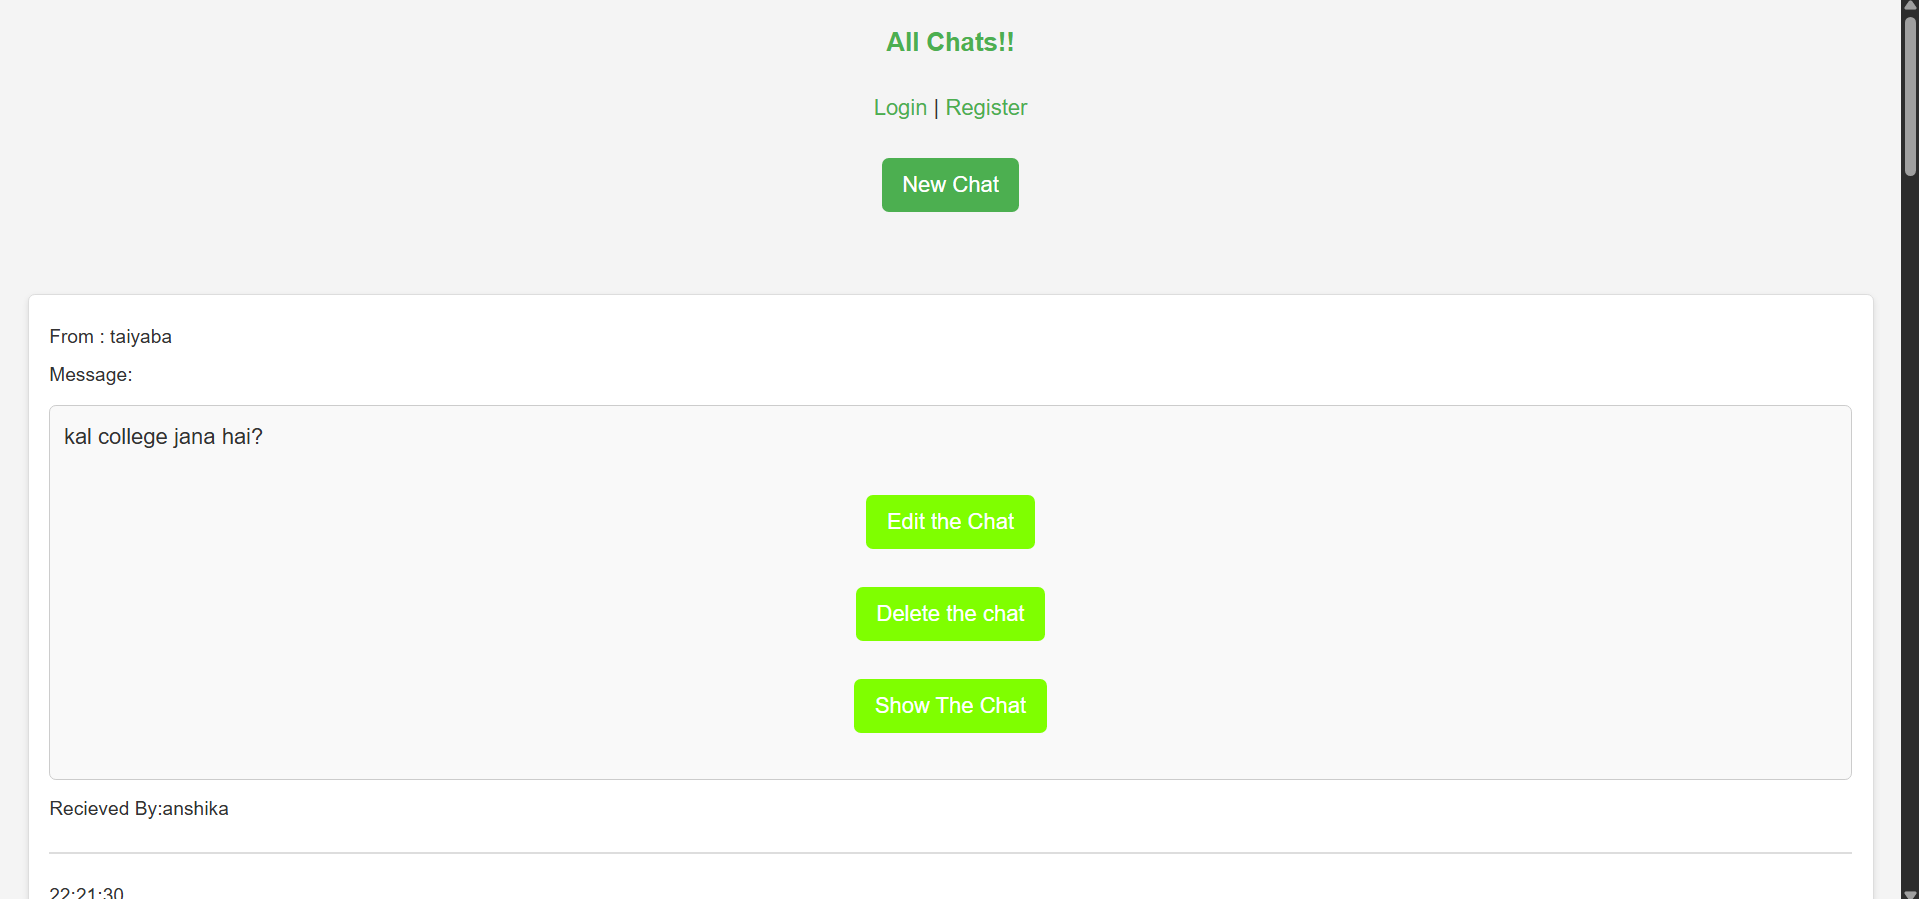 All Chats!!
Login | Register
New Chat
From : taiyaba
Message:
kal college jana hai?
Edit the Chat
Delete the chat
Show The Chat
Recieved By:anshika
22:21:30